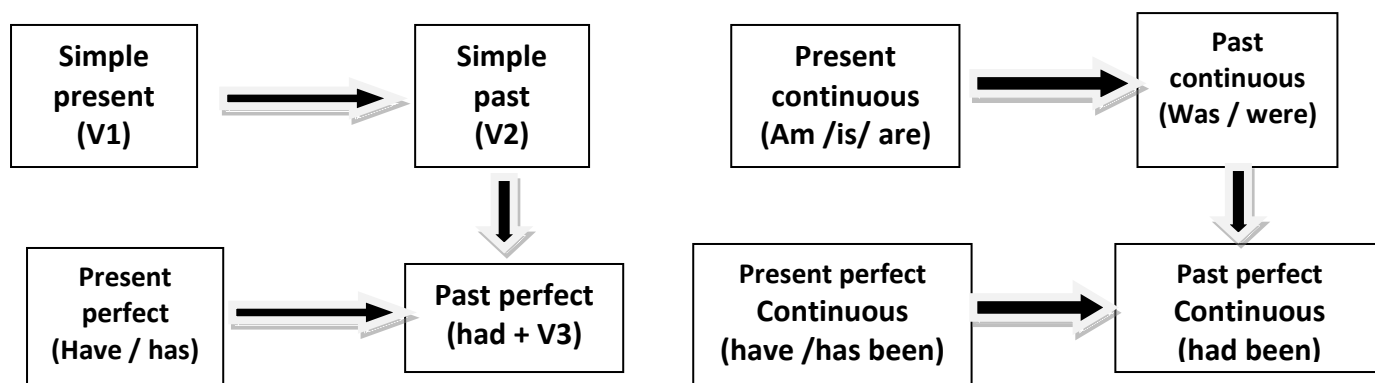 Simple
present
(V1)
Simple
past
(V2)
Present
continuous
(Am /is/ are)
Past
continuous
(Was / were)
Present
perfect
(Have / has)
Past perfect
(had + V3)
Present perfect
Continuous
(have /has been)
Past perfect
Continuous
(had been)